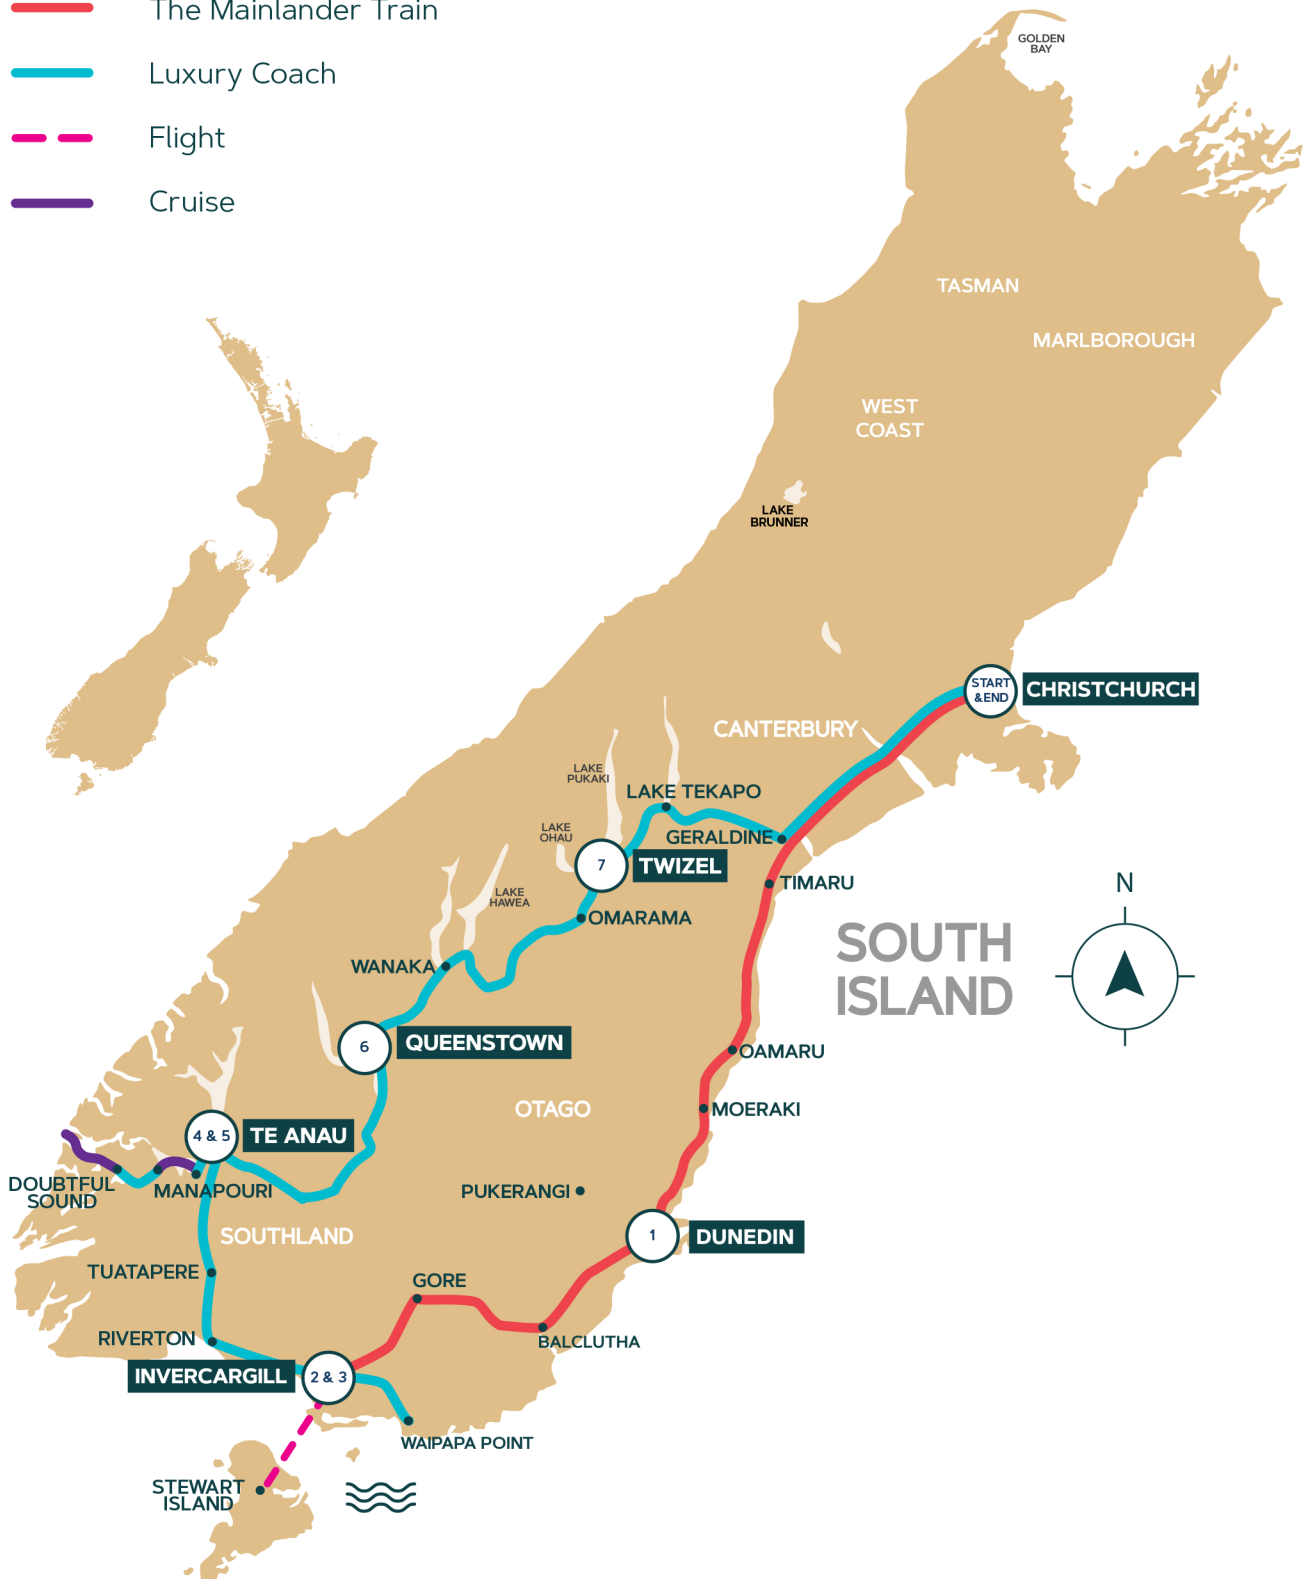 The Mainlander Train
Luxury Coach
Flight
Cruise
GOLDEN
BAY
TASMAN
MARLBOROUGH
WEST
COAST
LAKE
BRUNNER
START
&END
CHRISTCHURCH
CANTERBURY
LAKE
PUKAKI
LAKE TEKAPO
LAKE
OHAU
GERALDINE
7
TWIZEL
TIMARU
LAKE
HAWEA
OMARAMA
SOUTH
ISLAND
N
WANAKA
6
QUEENSTOWN
OAMARU
OTAGO
MOERAKI
4 & 5
TE ANAU
DOUBTFUL
SOUND
MANAPOURI
PUKERANGI
SOUTHLAND
1
DUNEDIN
TUATAPERE
GORE
RIVERTON
BALCLUTHA
INVERCARGILL
2 & 3
WAIPAPA POINT
STEWART
ISLAND